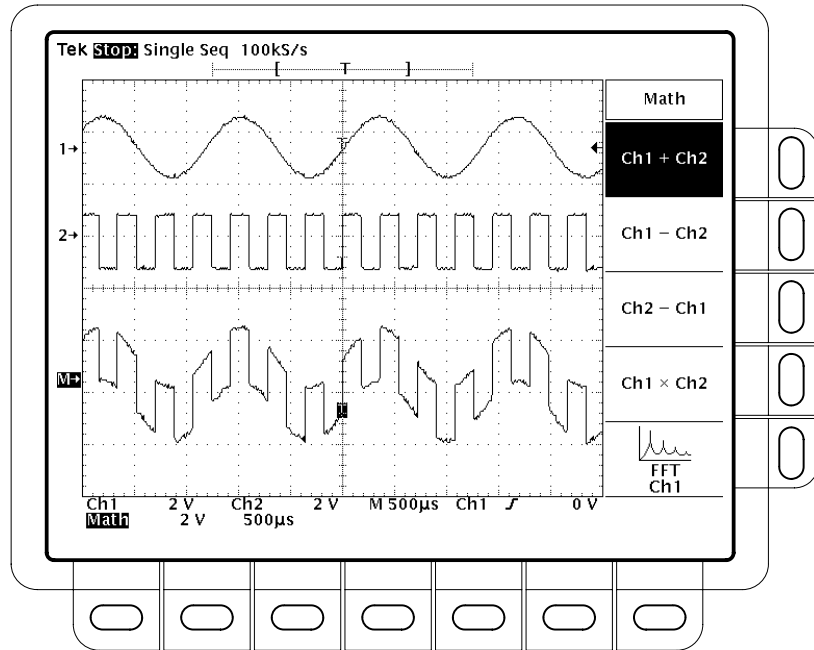 Tek Stop: Single Seq 100kS/s
[ T ]
Math
T
1
Ch1 + Ch2
2
Ch1 − Ch2
Ch2 − Ch1
M
Ch1 × Ch2
T
FFT
Ch1
Ch1 2 V Ch2 2 V M 500µs Ch1 0 V
Math 2 V 500µs